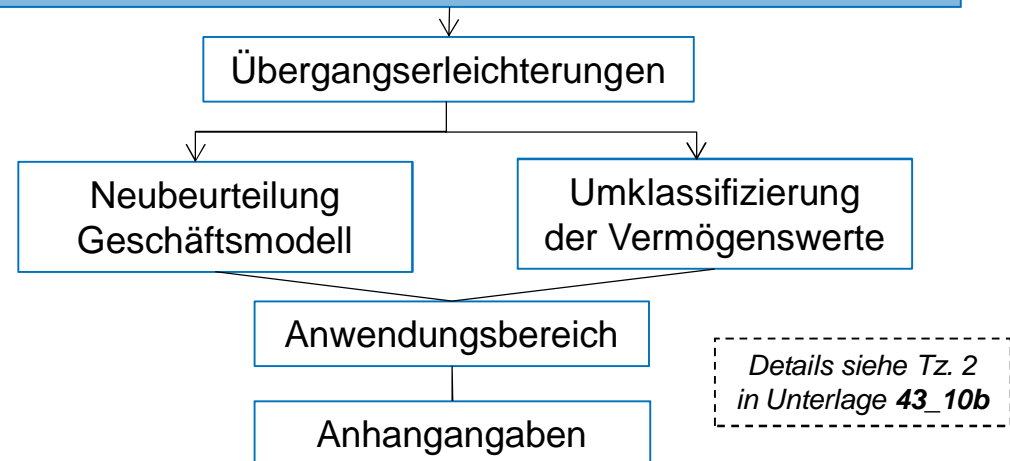 Übergangserleichterungen
Neubeurteilung
Geschäftsmodell
Umklassifizierung
der Vermögenswerte
Anwendungsbereich
Details siehe Tz. 2
in Unterlage 43_10b
Anhangangaben